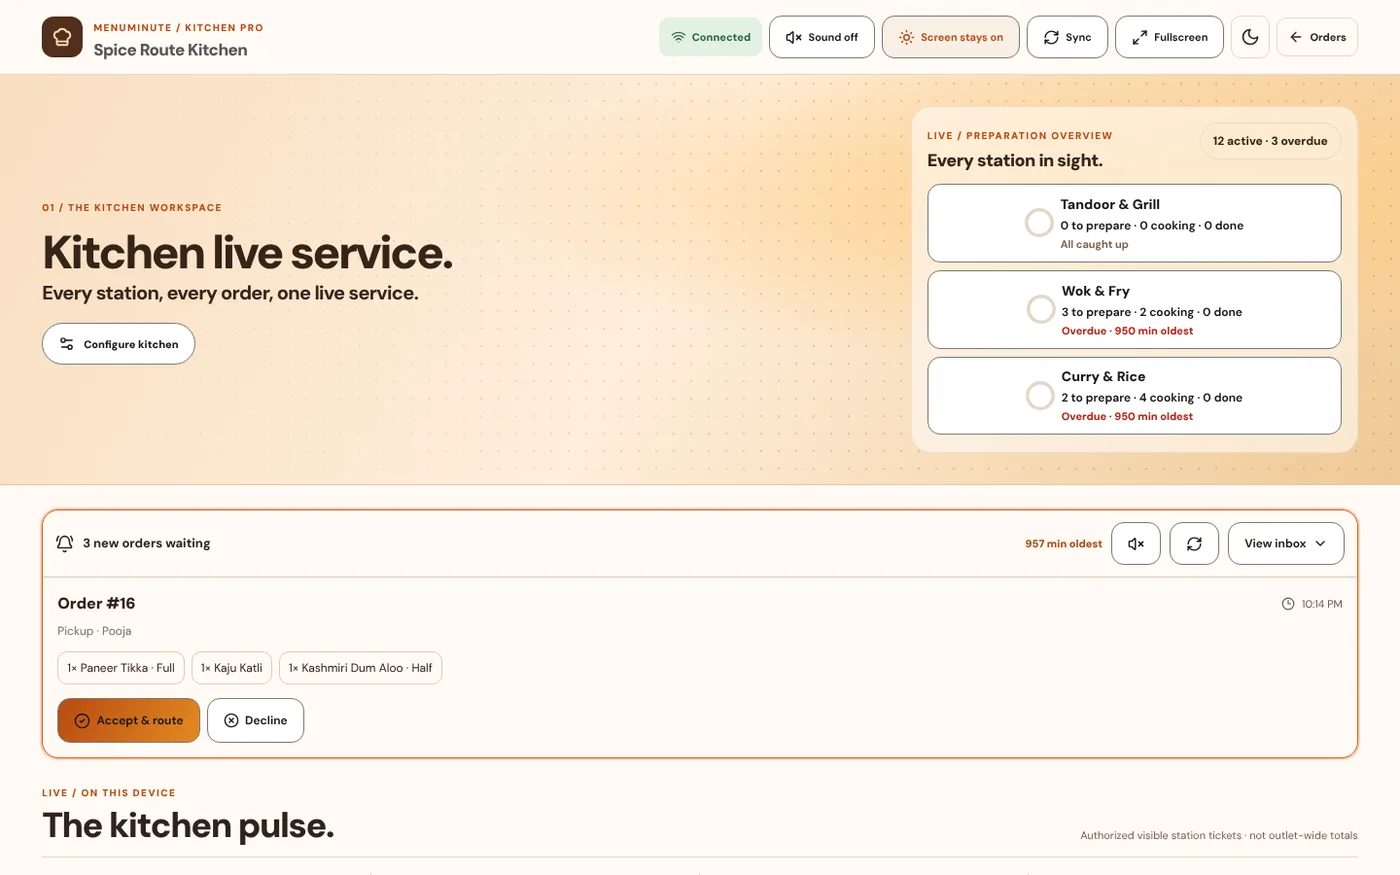 MENUMINUTE / KITCHEN PRO
Spice Route Kitchen
Connected
Sound off
Screen stays on
Sync
Fullscreen
Orders
01 / THE KITCHEN WORKSPACE
Kitchen live service.
Every station, every order, one live service.
Configure kitchen
LIVE / PREPARATION OVERVIEW
Every station in sight.
12 active · 3 overdue
Tandoor & Grill
0 to prepare · 0 cooking · 0 done
All caught up
Wok & Fry
3 to prepare · 2 cooking · 0 done
Overdue · 950 min oldest
Curry & Rice
2 to prepare · 4 cooking · 0 done
Overdue · 950 min oldest
3 new orders waiting
957 min oldest
View inbox
Order #16
10:14 PM
Pickup · Pooja
1× Paneer Tikka · Full
1× Kaju Katli
1× Kashmiri Dum Aloo · Half
Accept & route
Decline
LIVE / ON THIS DEVICE
The kitchen pulse.
Authorized visible station tickets · not outlet-wide totals